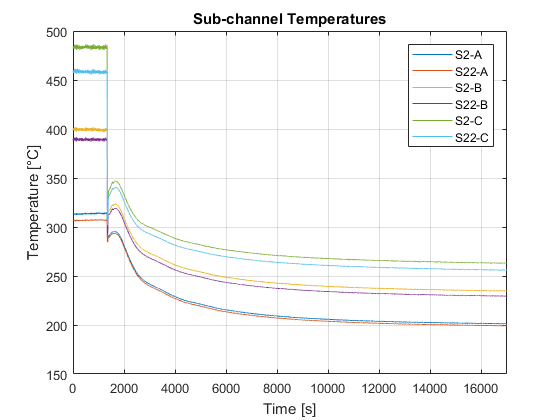 Sub-channel Temperatures
Temperature [°C]
500
450
400
350
300
250
200
150
S2-A
S22-A
S2-B
S22-B
S2-C
S22-C
0 2000 4000 6000 8000 10000 12000 14000 16000
Time [s]